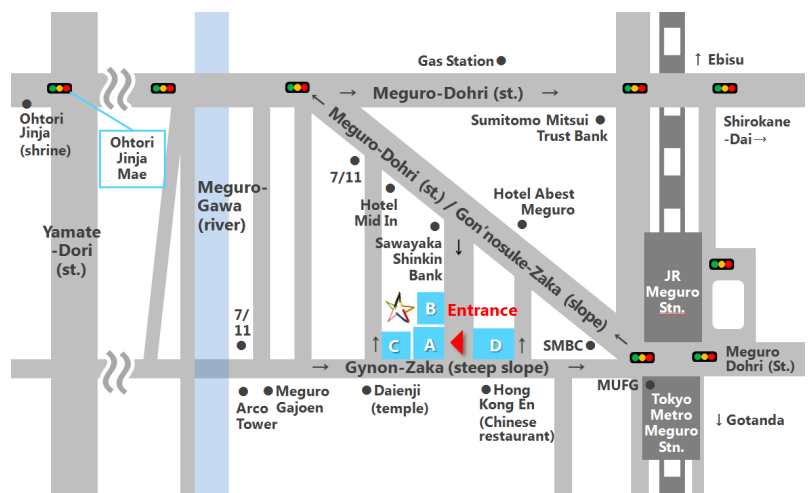 Gas Station
↑ Ebisu
→ Meguro-Dohri (st.) →
Ohtori
Jinja
(shrine)
Ohtori
Jinja
Mae
Sumitomo Mitsui
Trust Bank
Shirokane
-Dai→
← Meguro-Dohri (st.) / Gon'nosuke-Zaka (slope) ←
7/11
Meguro-
Gawa
(river)
Hotel
Mid In
Hotel Abest
Meguro
Yamate
-Dori
(st.)
Sawayaka
Shinkin
Bank
↓
JR
Meguro
Stn.
B
Entrance
7/
11
↑
C
A
D
↑
SMBC
→ Gynon-Zaka (steep slope) →
Meguro
Dohri (St.)
Arco
Tower
Meguro
Gajoen
Daienji
(temple)
Hong
Kong En
(Chinese
restaurant)
MUFG
Tokyo
Metro
Meguro
Stn.
↓ Gotanda